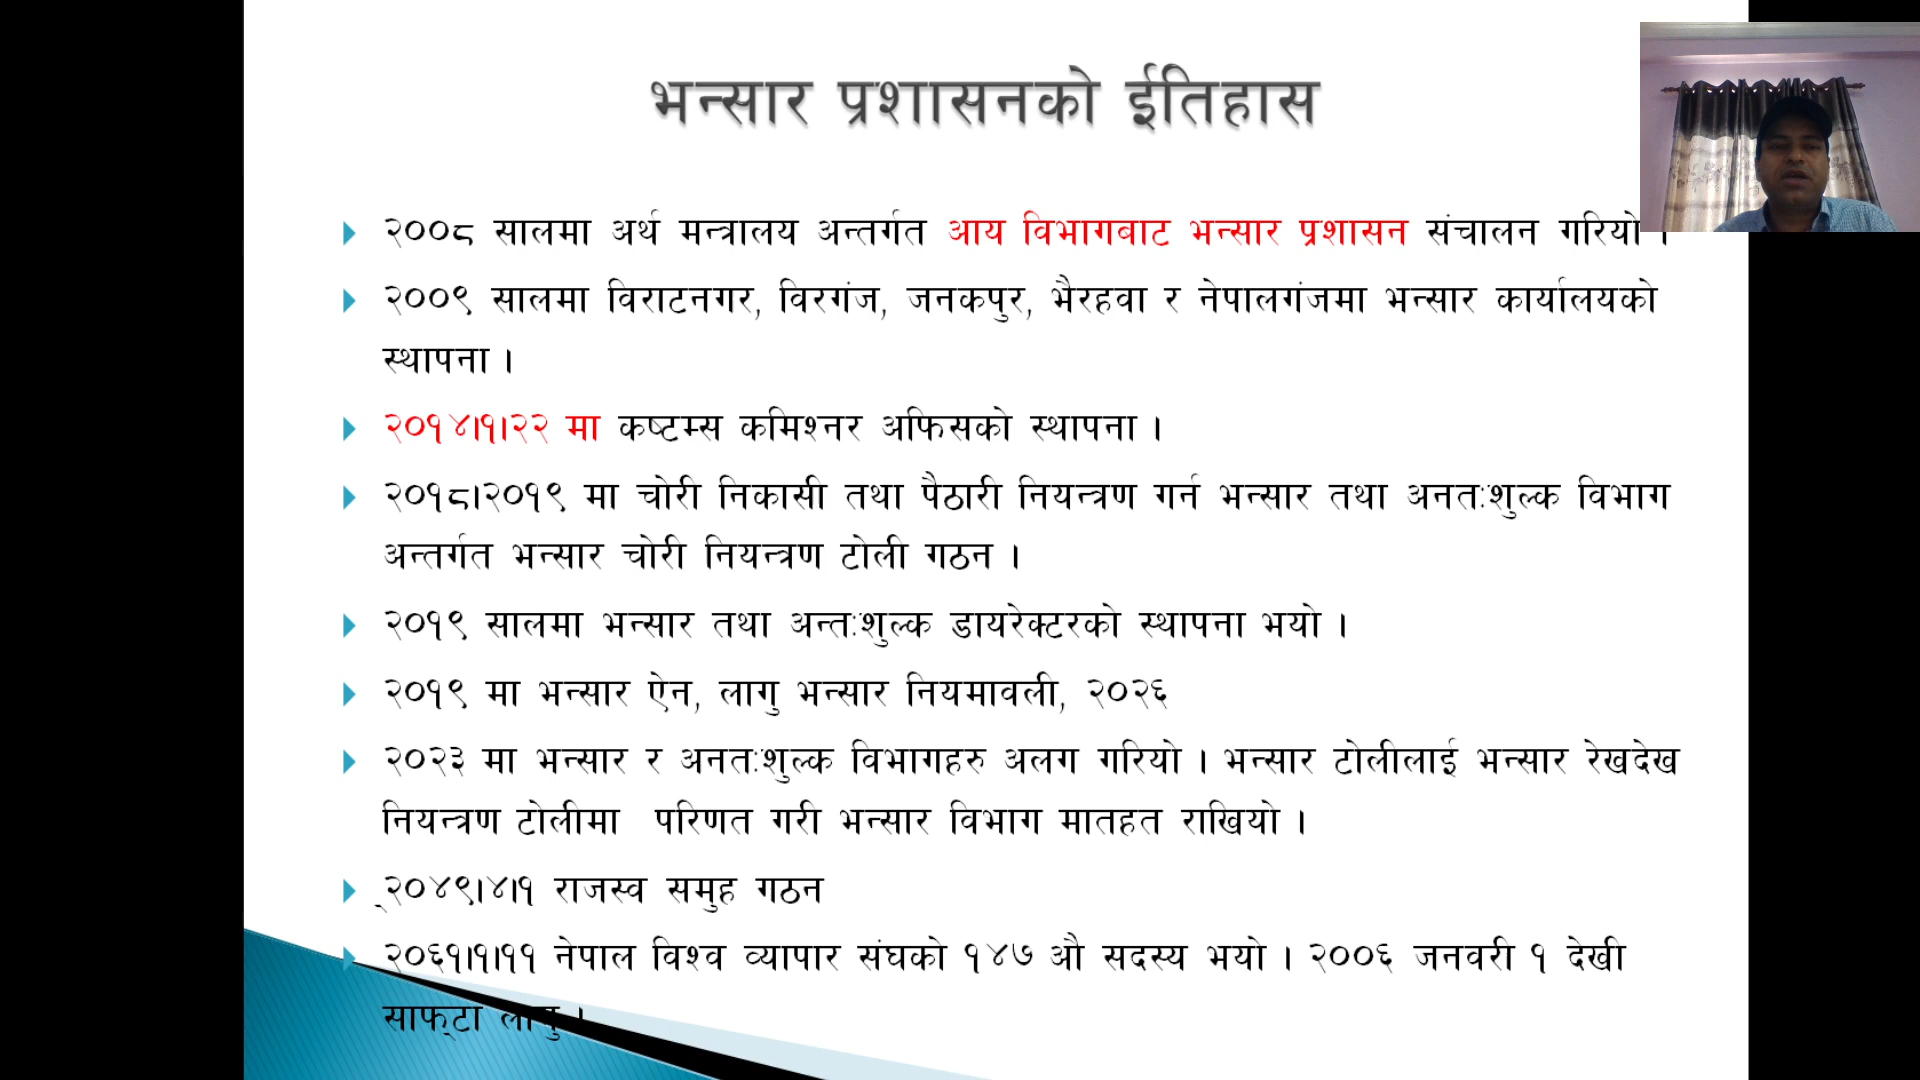 भन्सार प्रशासनको ईतिहास
२००८ सालमा अर्थ मन्त्रालय अन्तर्गत आय विभागबाट भन्सार प्रशासन संचालन गरियो ।
२००९ सालमा विराटनगर, विरगंज, जनकपुर, भैरहवा र नेपालगंजमा भन्सार कार्यालयको
स्थापना ।
२०१४।१।२२ मा कष्टम्स कमिश्नर अफिसको स्थापना ।
२०१८।२०१९ मा चोरी निकासी तथा पैठारी नियन्त्रण गर्न भन्सार तथा अनतःशुल्क विभाग
अन्तर्गत भन्सार चोरी नियन्त्रण टोली गठन ।
२०१९ सालमा भन्सार तथा अन्तःशुल्क डायरेक्टरको स्थापना भयो ।
२०१९ मा भन्सार ऐन, लागु भन्सार नियमावली, २०२६
२०२३ मा भन्सार र अनतःशुल्क विभागहरु अलग गरियो । भन्सार टोलीलाई भन्सार रेखदेख
नियन्त्रण टोलीमा परिणत गरी भन्सार विभाग मातहत राखियो ।
्२०४९।४।१ राजस्व समुह गठन
२०६१।१।११ नेपाल विश्व व्यापार संघको १४७ औ सदस्य भयो । २००६ जनवरी १ देखी
साफ्टा लागु ।